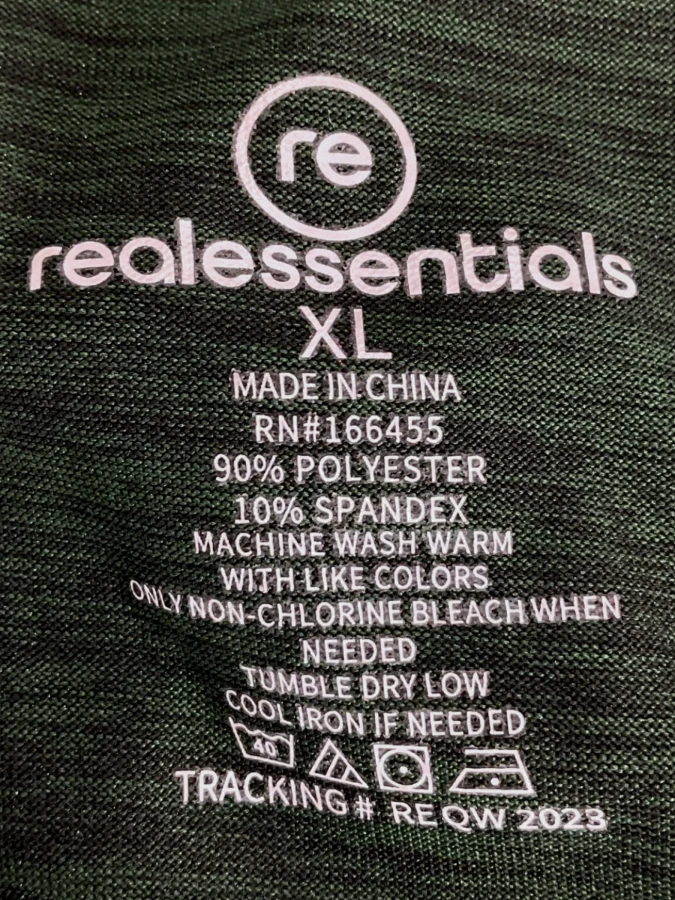 re
realessentials
XL
MADE IN CHINA
RN#166455
90% POLYESTER
10% SPANDEX
MACHINE WASH WARM
WITH LIKE COLORS
ONLY NON-CHLORINE BLEACH WHEN
NEEDED
TUMBLE DRY LOW
COOL IRON IF NEEDED
40
TRACKING# REQW 2023